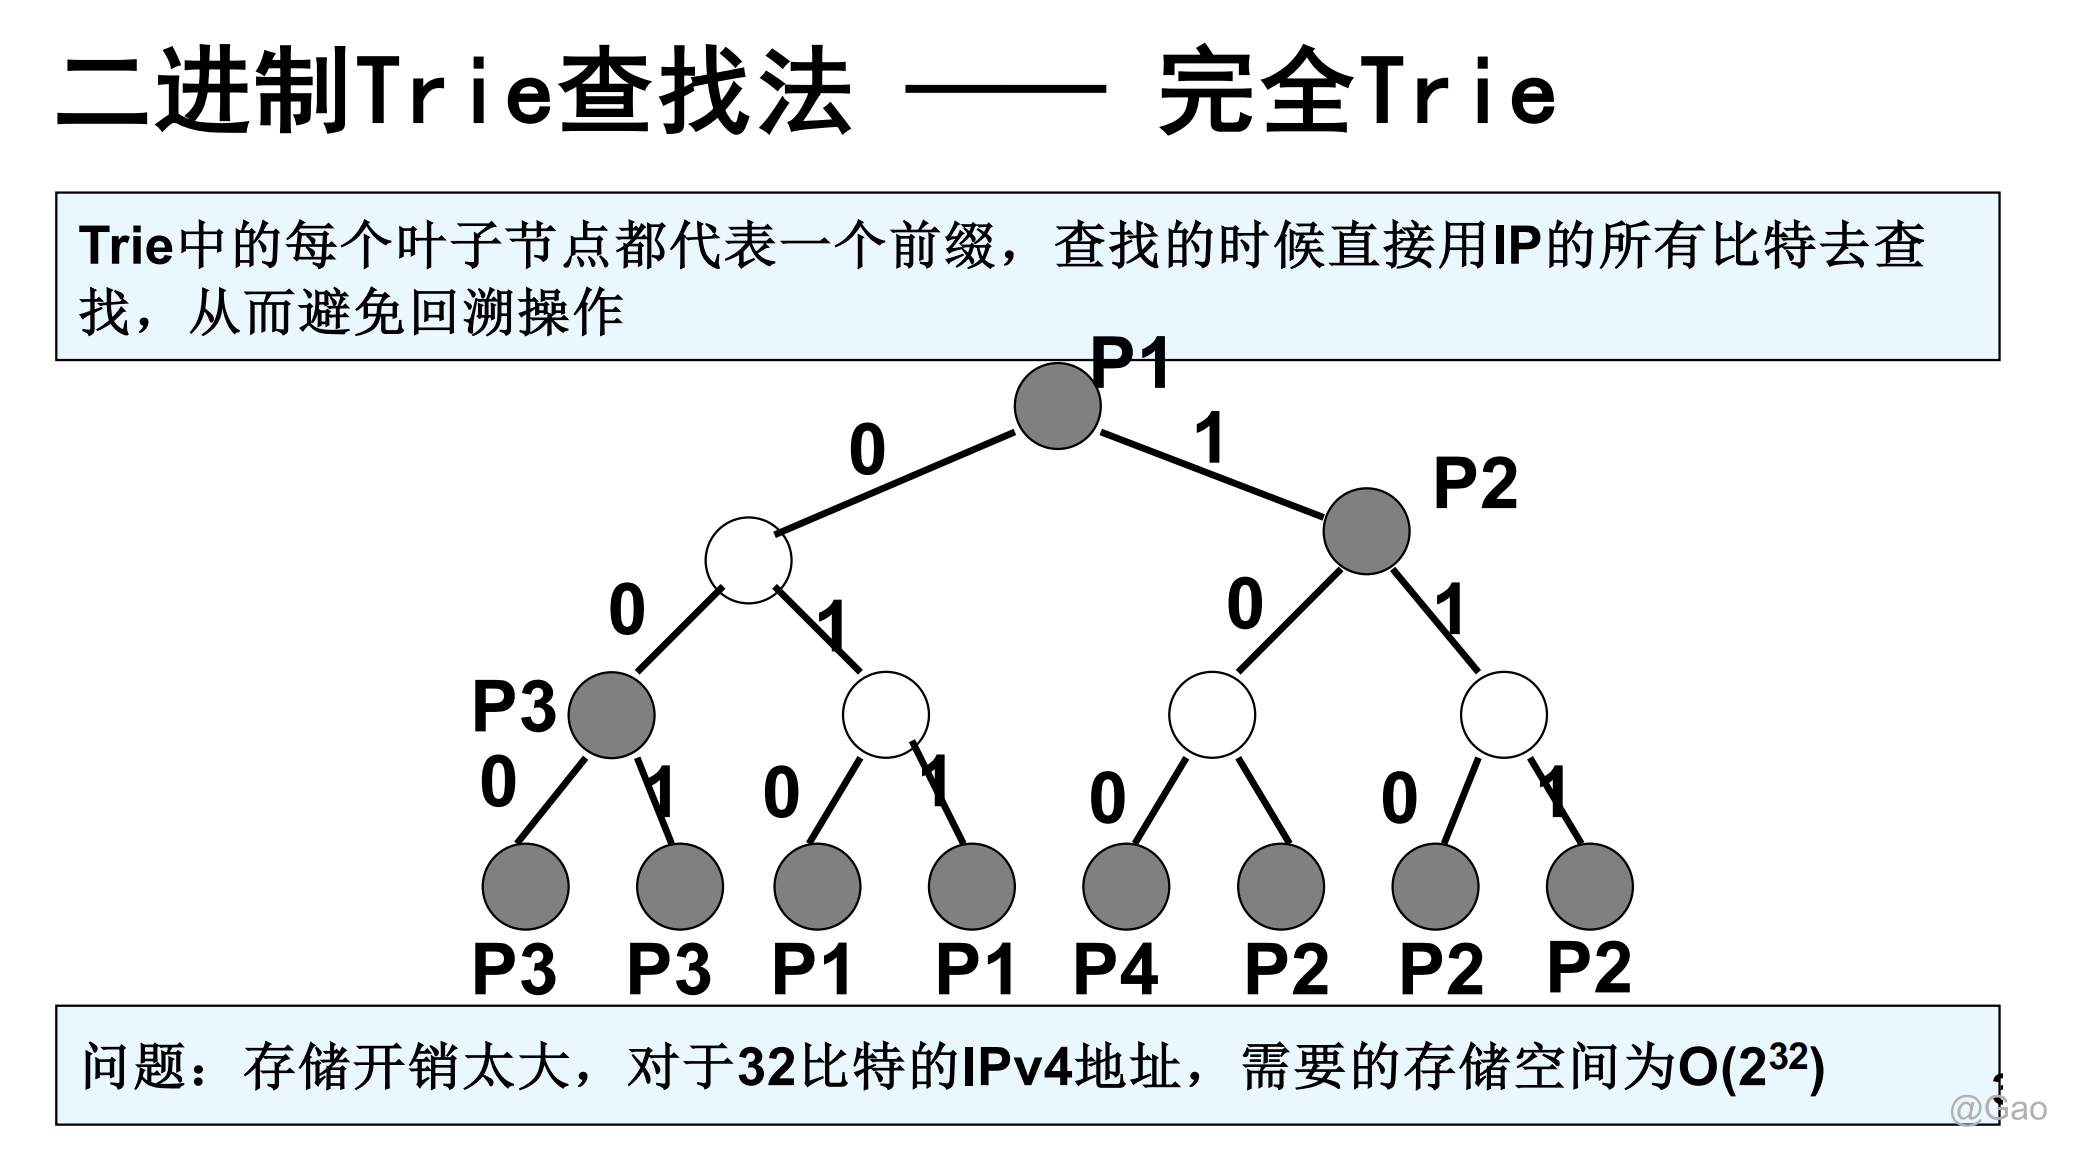 二进制Trie查找法 —— 完全Trie
Trie中的每个叶子节点都代表一个前缀，查找的时候直接用IP的所有比特去查
找，从而避免回溯操作
P1
0 1
P2
0 1 0 1
P3
0 1 0 1 0 0 1
P3 P3 P1 P1 P4 P2 P2 P2
问题：存储开销太大，对于32比特的IPv4地址，需要的存储空间为O(2³²)
@Gao